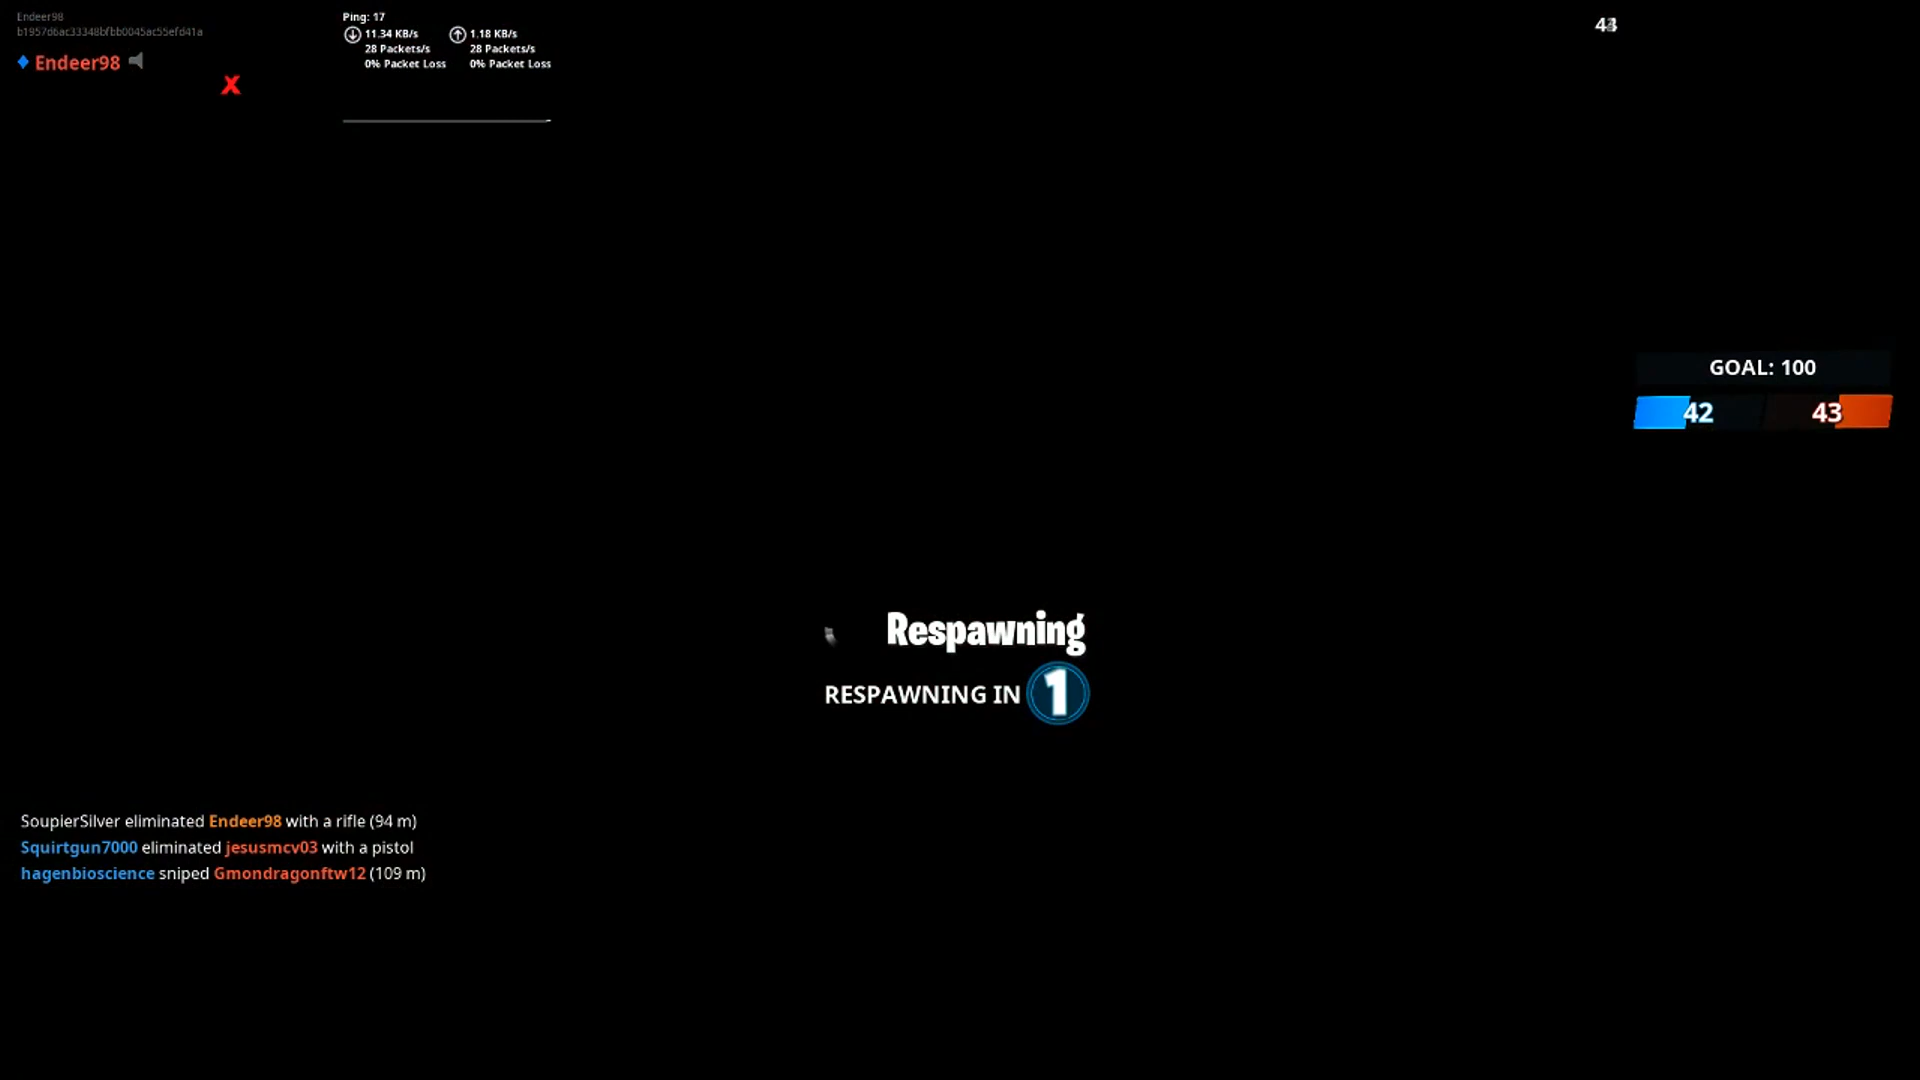 Endeer98
b1957d6ac33348bfbb0045ac55efd41a
Endeer98
X
Ping: 17
11.34 KB/s 1.18 KB/s
28 Packets/s 28 Packets/s
0% Packet Loss 0% Packet Loss
GOAL: 100
42 43
Respawning
RESPAWNING IN 1
SoupierSilver eliminated Endeer98 with a rifle (94 m)
Squirtgun7000 eliminated jesusmcv03 with a pistol
hagenbioscience sniped Gmondragonftw12 (109 m)